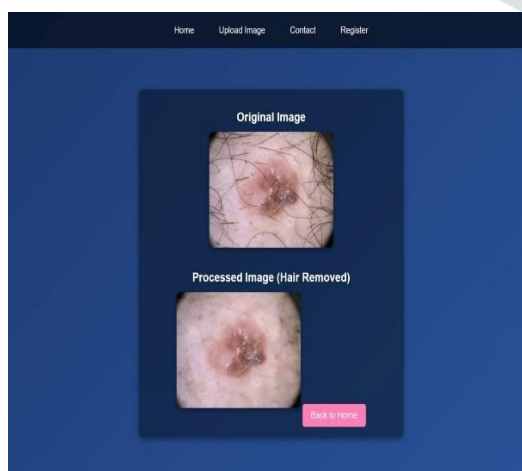 Home Upload Image Contact Register
Original Image
Processed Image (Hair Removed)
Back to Home